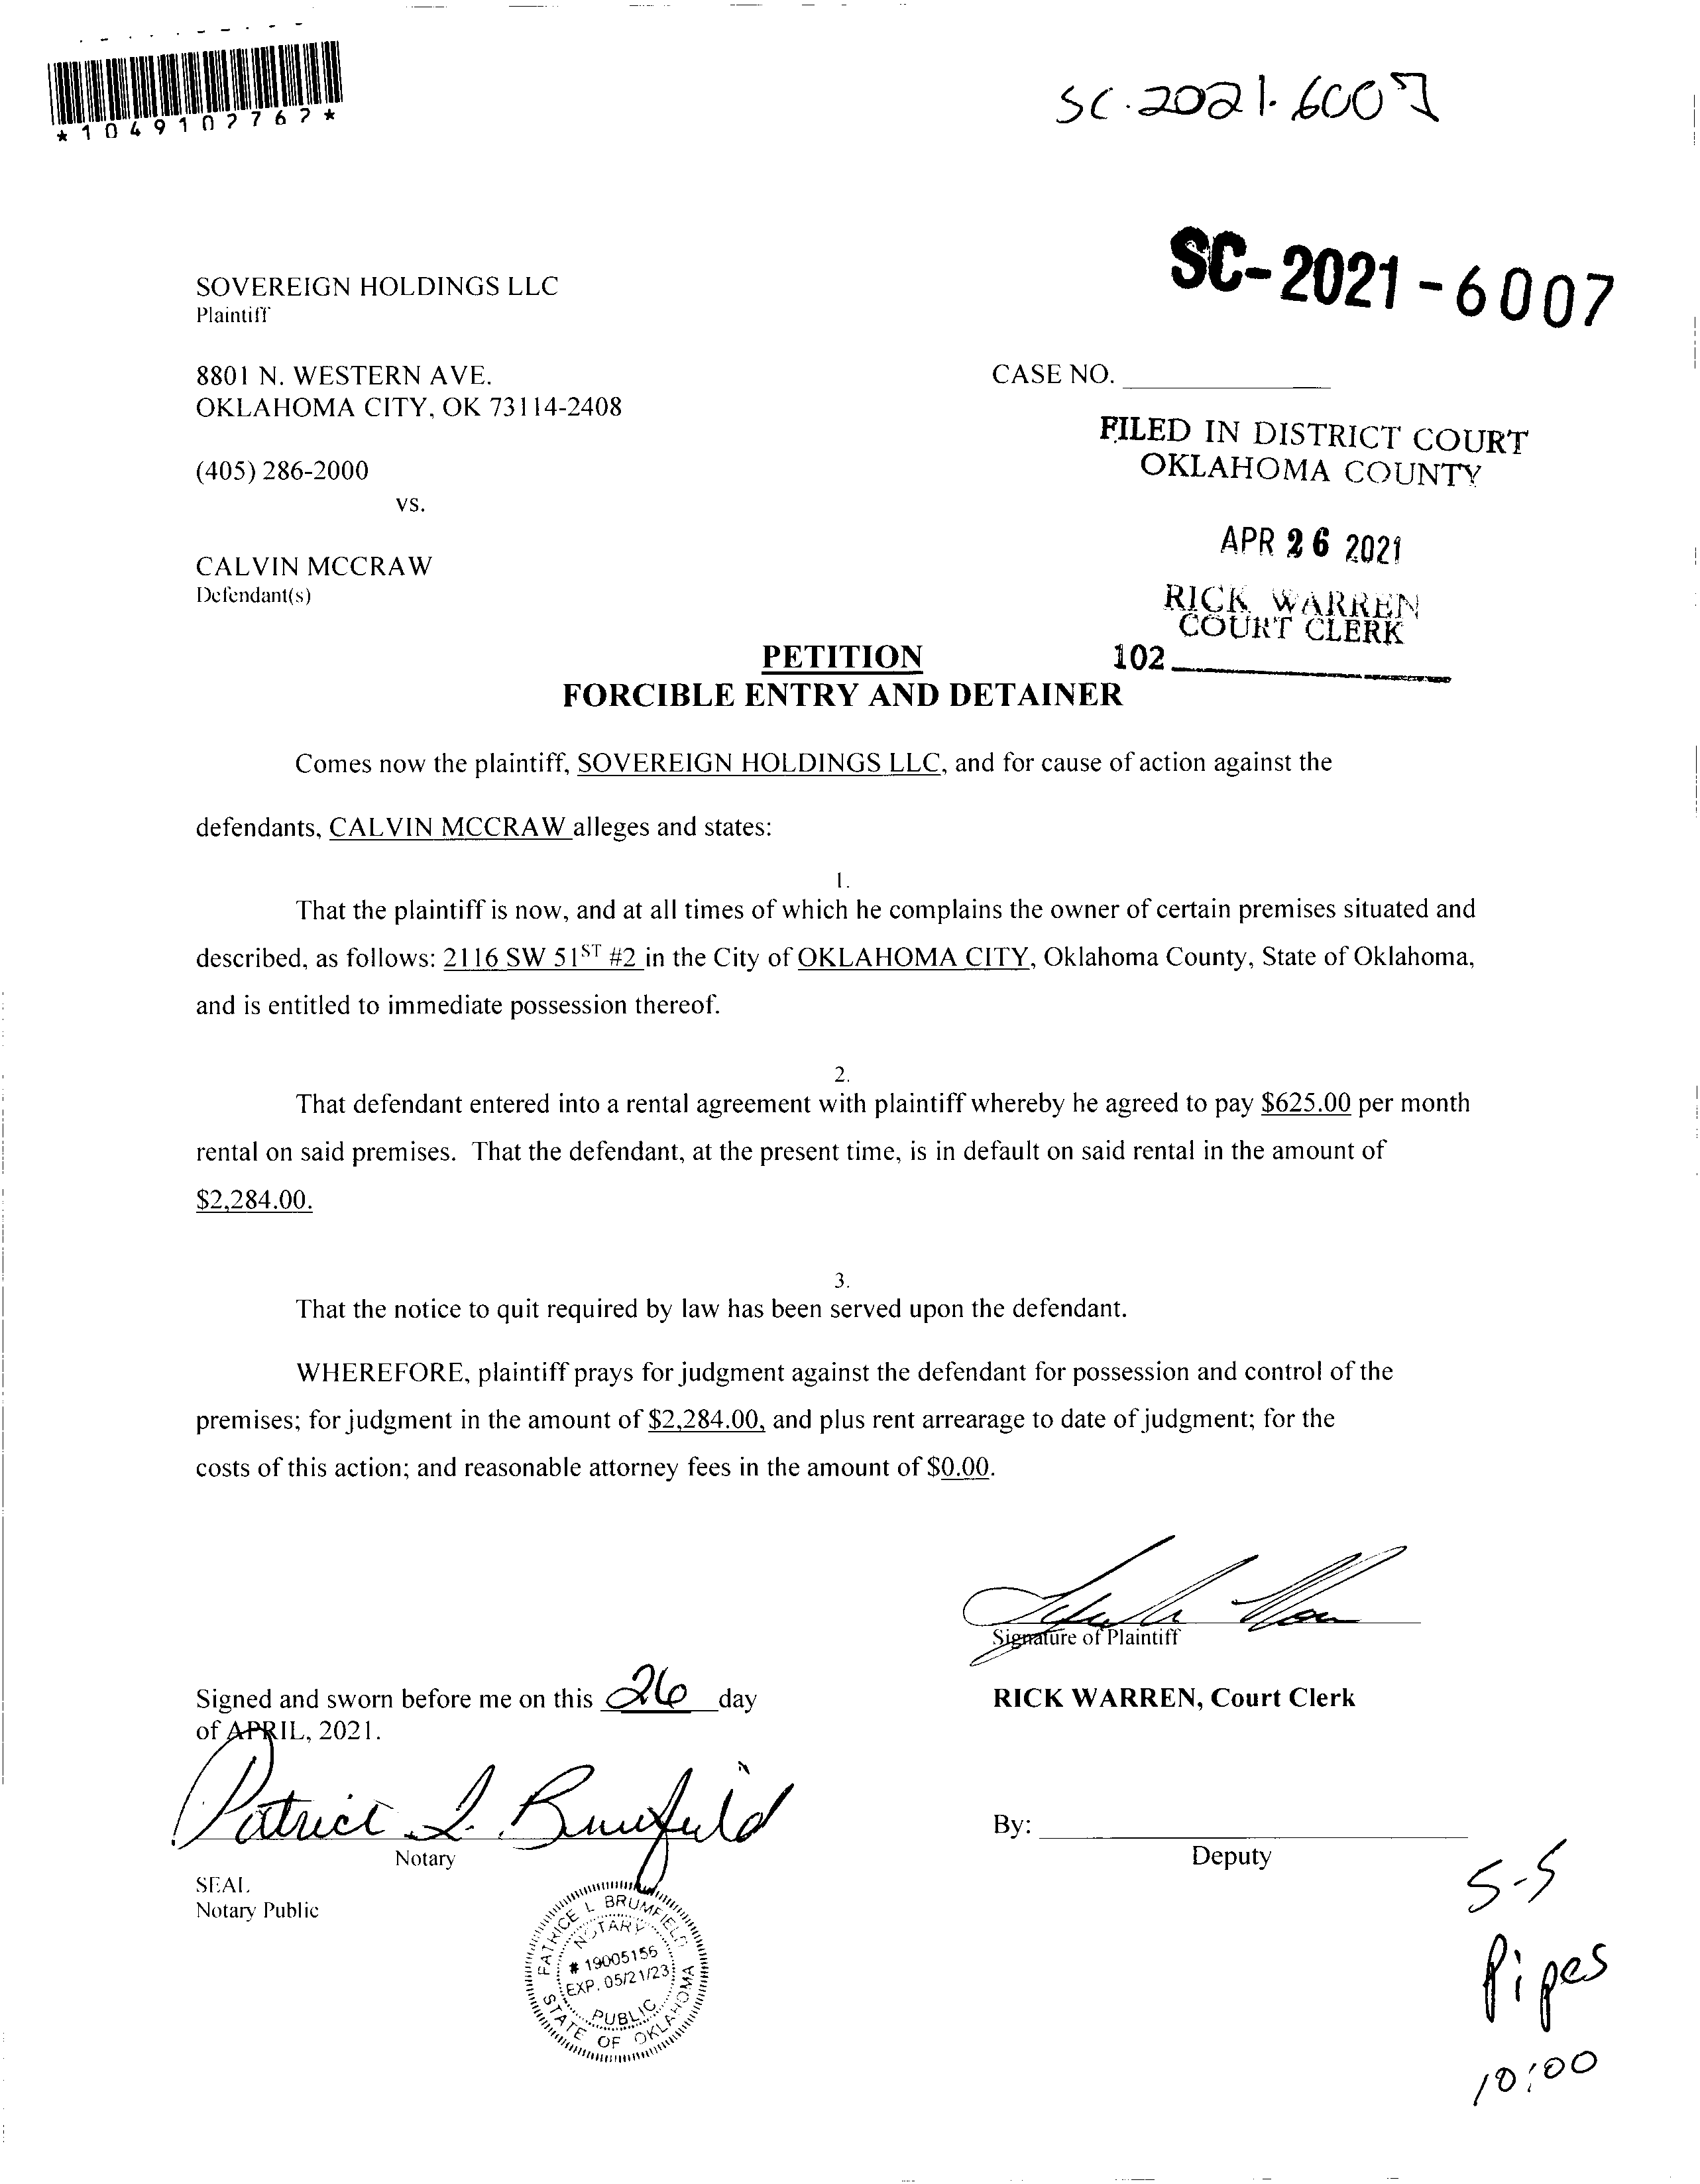 *1049107767*
SC-2021-6007
SC-2021-6007
SOVEREIGN HOLDINGS LLC
Plaintiff
8801 N. WESTERN AVE.
OKLAHOMA CITY, OK 73114-2408
CASE NO.
FILED IN DISTRICT COURT
OKLAHOMA COUNTY
(405) 286-2000
vs.
APR 26 2021
CALVIN MCCRAW
Defendant(s)
RICK WARREN
COURT CLERK
102
PETITION
FORCIBLE ENTRY AND DETAINER
Comes now the plaintiff, SOVEREIGN HOLDINGS LLC, and for cause of action against the
defendants, CALVIN MCCRAW alleges and states:
1.
That the plaintiff is now, and at all times of which he complains the owner of certain premises situated and
described, as follows: 2116 SW 51ST #2 in the City of OKLAHOMA CITY, Oklahoma County, State of Oklahoma,
and is entitled to immediate possession thereof.
2.
That defendant entered into a rental agreement with plaintiff whereby he agreed to pay $625.00 per month
rental on said premises. That the defendant, at the present time, is in default on said rental in the amount of
$2,284.00.
3.
That the notice to quit required by law has been served upon the defendant.
WHEREFORE, plaintiff prays for judgment against the defendant for possession and control of the
premises; for judgment in the amount of $2,284.00, and plus rent arrearage to date of judgment; for the
costs of this action; and reasonable attorney fees in the amount of $0.00.
Signature of Plaintiff
Signed and sworn before me on this 26 day
of APRIL, 2021.
RICK WARREN, Court Clerk
Patrice L Brumfield
Notary
By:
Deputy
SEAL
Notary Public
PATRICE L BRUMFIELD
NOTARY
# 19005156
EXP. 05/21/23
PUBLIC
STATE OF OKLAHOMA
5-5
Pipes
10:00